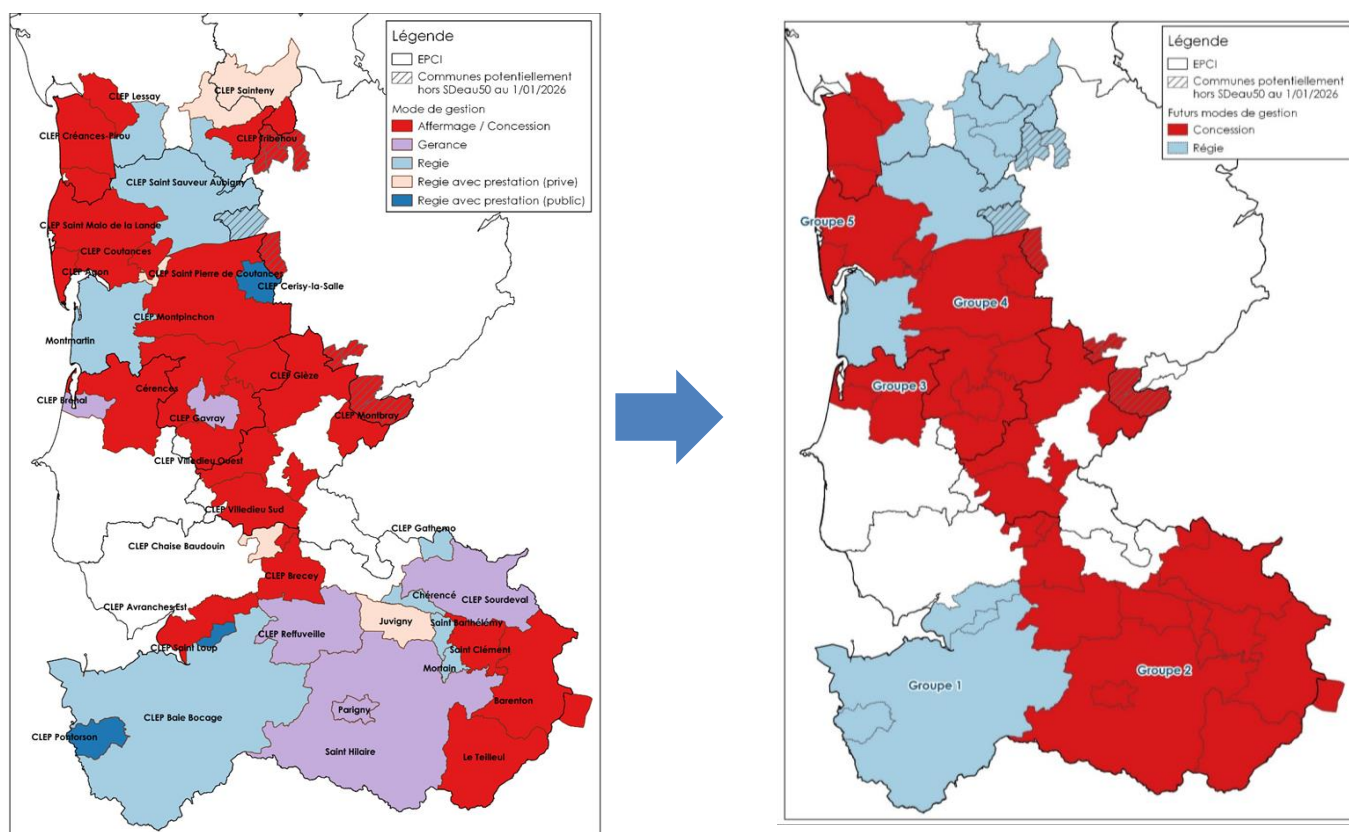 Légende
EPCI
Communes potentiellement
hors SDeau50 au 1/01/2026
Mode de gestion
Affermage / Concession
Gerance
Regie
Regie avec prestation (prive)
Regie avec prestation (public)
CLEP Sainteny
CLEP Lessay
CLEP Créances-Pirou
CLEP Tribehou
CLEP Saint Sauveur Aubigny
CLEP Saint Malo de la Lande
CLEP Coutances
CLEP Agon
CLEP Saint Pierre de Coutances
CLEP Cerisy-la-Salle
CLEP Montpinchon
Montmartin
CLEP Glèze
Cérences
CLEP Bréhal
CLEP Gavray
CLEP Montbray
CLEP Villedieu Ouest
CLEP Villedieu Sud
CLEP Gathemo
CLEP Chaise Baudouin
CLEP Brecey
Chérencé
CLEP Sourdeval
CLEP Avranches Est
Juvigny
Saint Barthélémy
CLEP Reffuveille
CLEP Saint Loup
Saint Clément
Mortain
Barenton
Parigny
CLEP Baie Bocage
CLEP Pontorson
Saint Hilaire
Le Teilleul
Légende
EPCI
Communes potentiellement
hors SDeau50 au 1/01/2026
Futurs modes de gestion
Concession
Régie
Groupe 5
Groupe 4
Groupe 3
Groupe 2
Groupe 1